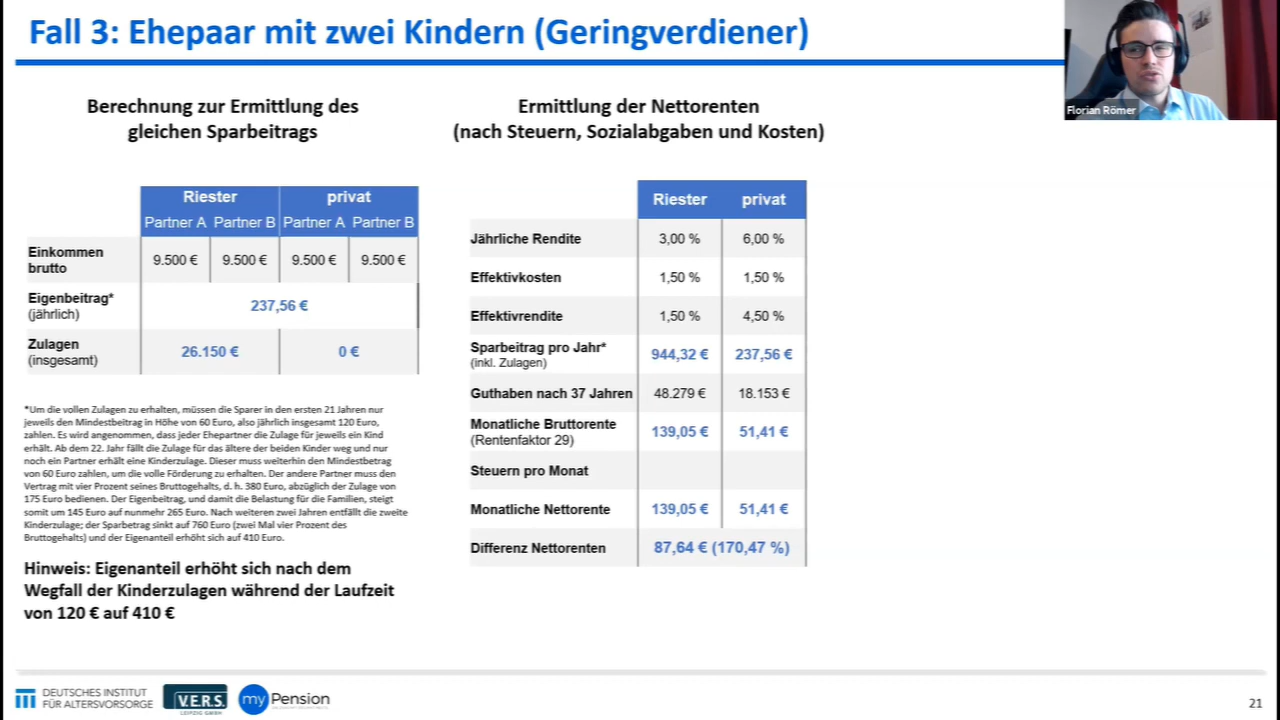 Fall 3: Ehepaar mit zwei Kindern (Geringverdiener)
Florian Römer
Berechnung zur Ermittlung des
gleichen Sparbeitrags
Riester privat
Partner A Partner B Partner A Partner B
Einkommen
brutto
9.500 € 9.500 € 9.500 € 9.500 €
Eigenbeitrag*
(jährlich)
237,56 €
Zulagen
(insgesamt)
26.150 € 0 €
*Um die vollen Zulagen zu erhalten, müssen die Sparer in den ersten 21 Jahren nur
jeweils den Mindestbeitrag in Höhe von 60 Euro, also jährlich insgesamt 120 Euro,
zahlen. Es wird angenommen, dass jeder Ehepartner die Zulage für jeweils ein Kind
erhält. Ab dem 22. Jahr fällt die Zulage für das ältere der beiden Kinder weg und nur
noch ein Partner erhält eine Kinderzulage. Dieser muss weiterhin den Mindestbetrag
von 60 Euro zahlen, um die volle Förderung zu erhalten. Der andere Partner muss den
Vertrag mit vier Prozent seines Bruttogehalts, d. h. 380 Euro, abzüglich der Zulage von
175 Euro bedienen. Der Eigenbeitrag, und damit die Belastung für die Familien, steigt
somit um 145 Euro auf nunmehr 265 Euro. Nach weiteren zwei Jahren entfällt die zweite
Kinderzulage; der Sparbetrag sinkt auf 760 Euro (zwei Mal vier Prozent des
Bruttogehalts) und der Eigenanteil erhöht sich auf 410 Euro.
Hinweis: Eigenanteil erhöht sich nach dem
Wegfall der Kinderzulagen während der Laufzeit
von 120 € auf 410 €
Ermittlung der Nettorenten
(nach Steuern, Sozialabgaben und Kosten)
Riester privat
Jährliche Rendite 3,00 % 6,00 %
Effektivkosten 1,50 % 1,50 %
Effektivrendite 1,50 % 4,50 %
Sparbeitrag pro Jahr*
(inkl. Zulagen)
944,32 € 237,56 €
Guthaben nach 37 Jahren 48.279 € 18.153 €
Monatliche Bruttorente
(Rentenfaktor 29)
139,05 € 51,41 €
Steuern pro Monat
Monatliche Nettorente 139,05 € 51,41 €
Differenz Nettorenten 87,64 € (170,47 %)
DEUTSCHES INSTITUT
FÜR ALTERSVORSORGE
V.E.R.S.
LEIPZIG GMBH
myPension
21